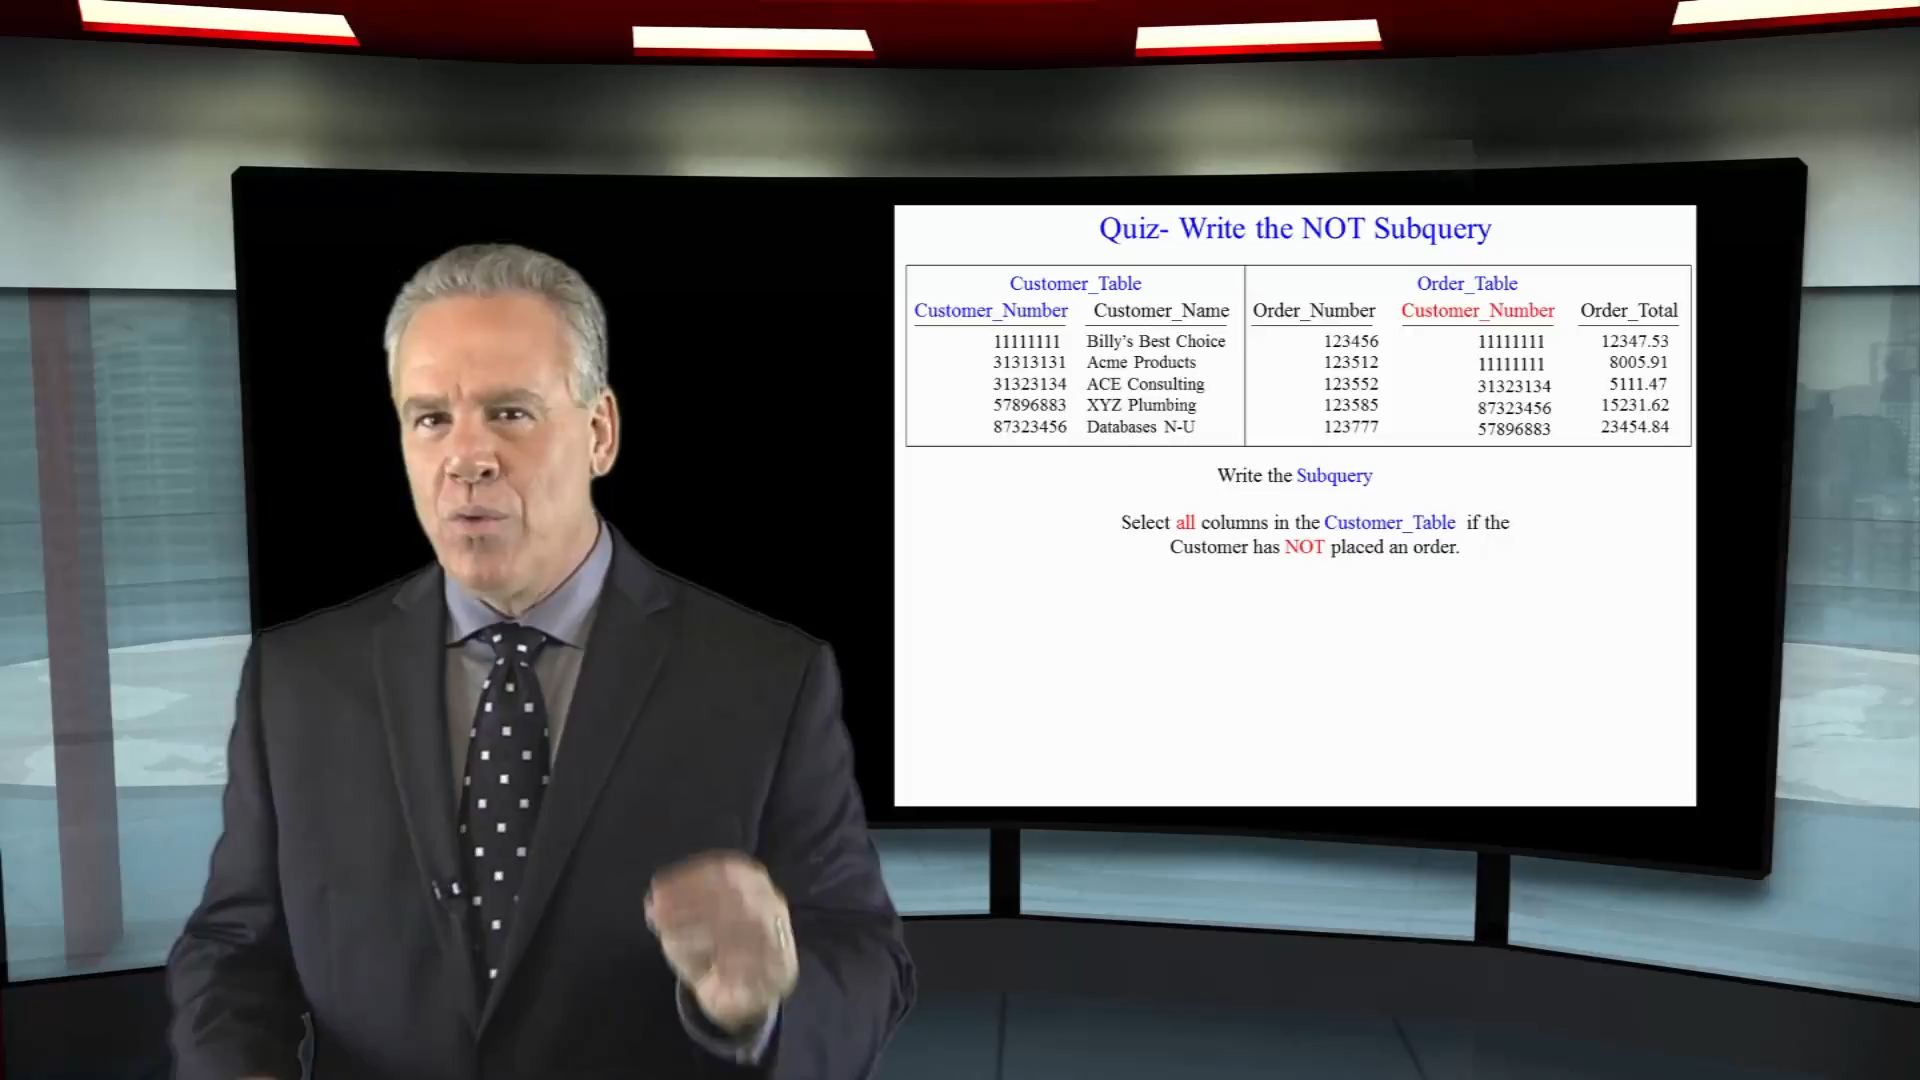 Quiz- Write the NOT Subquery
Customer_Table Order_Table
Customer_Number Customer_Name Order_Number Customer_Number Order_Total
11111111 Billy's Best Choice 123456 11111111 12347.53
31313131 Acme Products 123512 11111111 8005.91
31323134 ACE Consulting 123552 31323134 5111.47
57896883 XYZ Plumbing 123585 87323456 15231.62
87323456 Databases N-U 123777 57896883 23454.84
Write the Subquery
Select all columns in the Customer_Table if the
Customer has NOT placed an order.